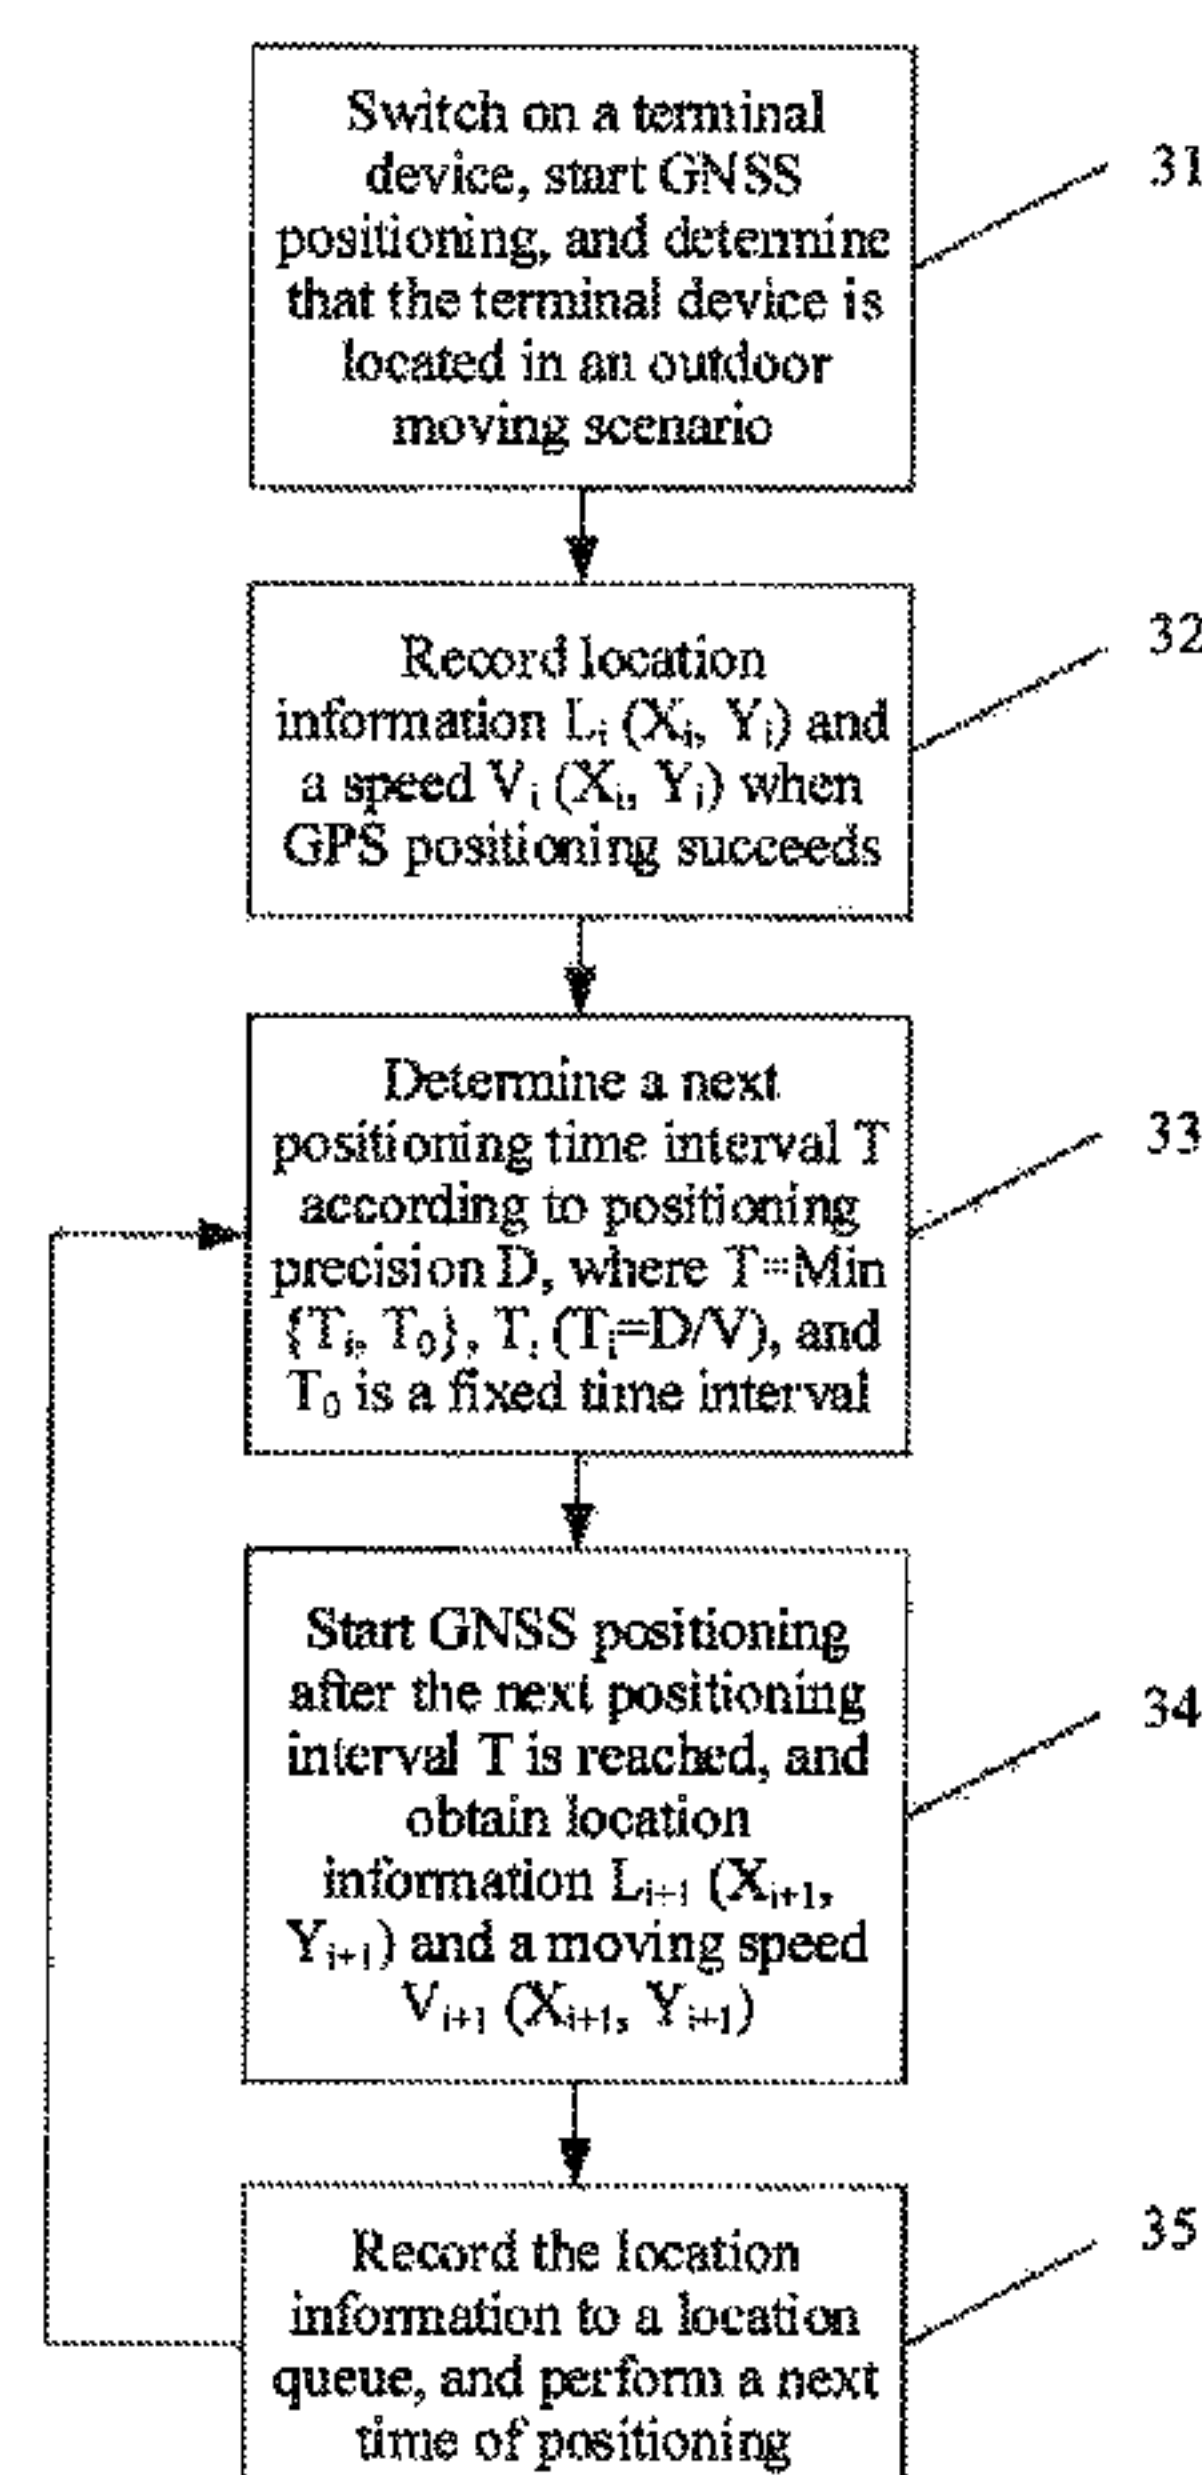 Switch on a terminal
device, start GNSS
positioning, and determine
that the terminal device is
located in an outdoor
moving scenario
31
Record location
information Lᵢ (Xᵢ, Yᵢ) and
a speed Vᵢ (Xᵢ, Yᵢ) when
GPS positioning succeeds
32
Determine a next
positioning time interval T
according to positioning
precision D, where T=Min
{Tᵢ, T₀}, Tᵢ (Tᵢ=D/V), and
T₀ is a fixed time interval
33
Start GNSS positioning
after the next positioning
interval T is reached, and
obtain location
information Lᵢ₊₁ (Xᵢ₊₁,
Yᵢ₊₁) and a moving speed
Vᵢ₊₁ (Xᵢ₊₁, Yᵢ₊₁)
34
Record the location
information to a location
queue, and perform a next
time of positioning
35